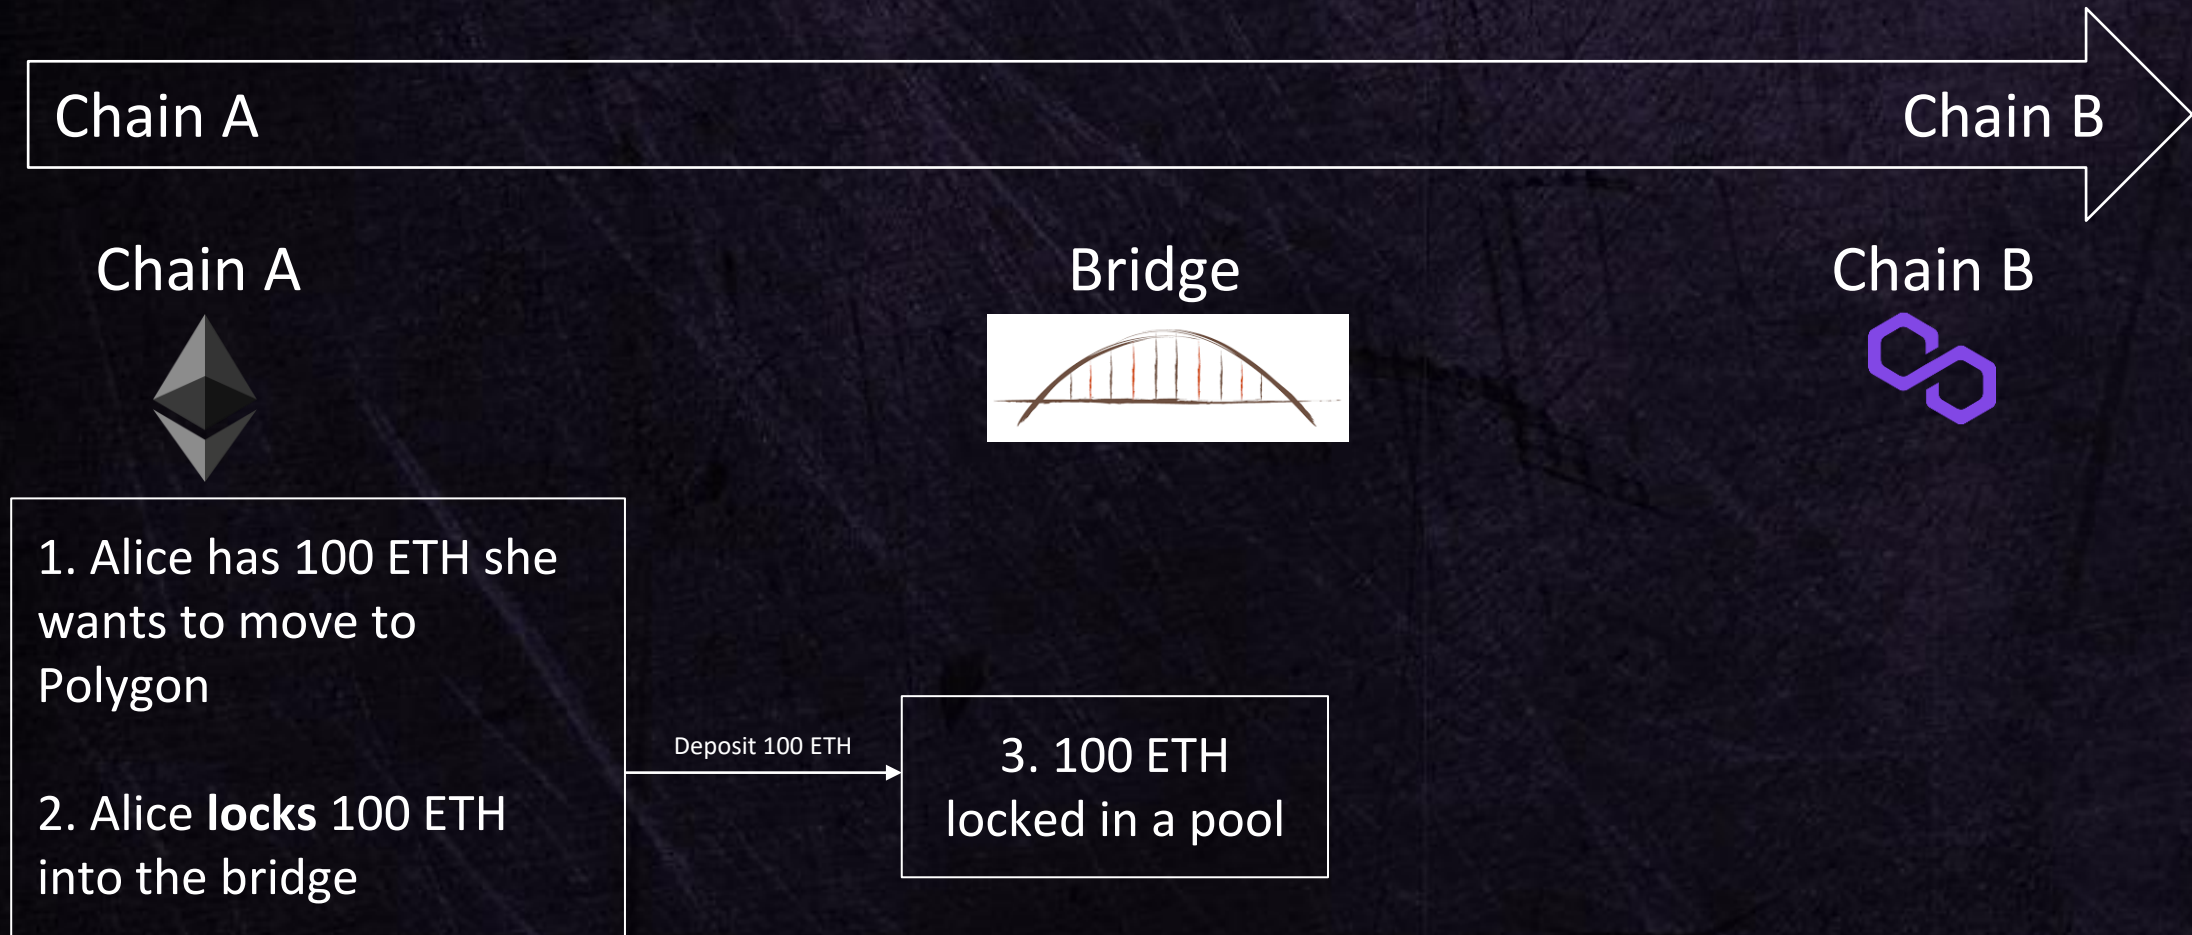 Chain A
Chain B
Chain A
Bridge
Chain B
1. Alice has 100 ETH she
wants to move to
Polygon
2. Alice locks 100 ETH
into the bridge
Deposit 100 ETH
3. 100 ETH
locked in a pool